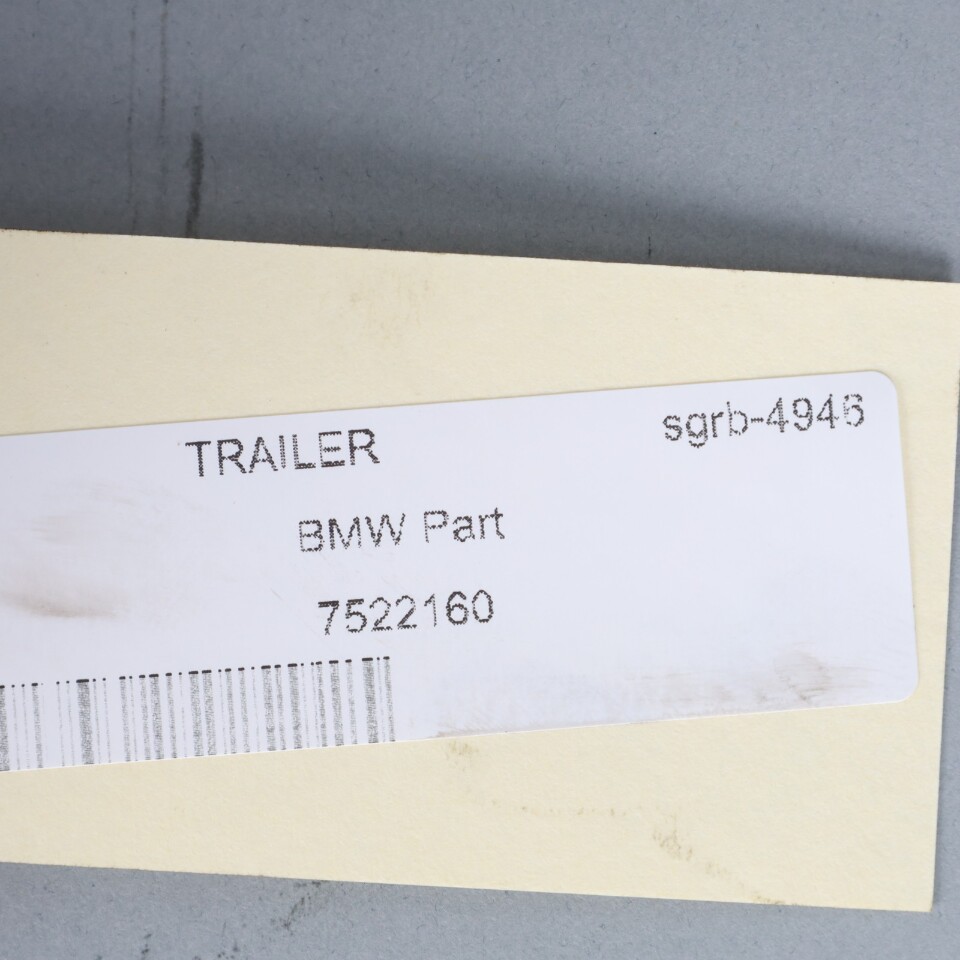 TRAILER sgrb-4946
BMW Part
7522160